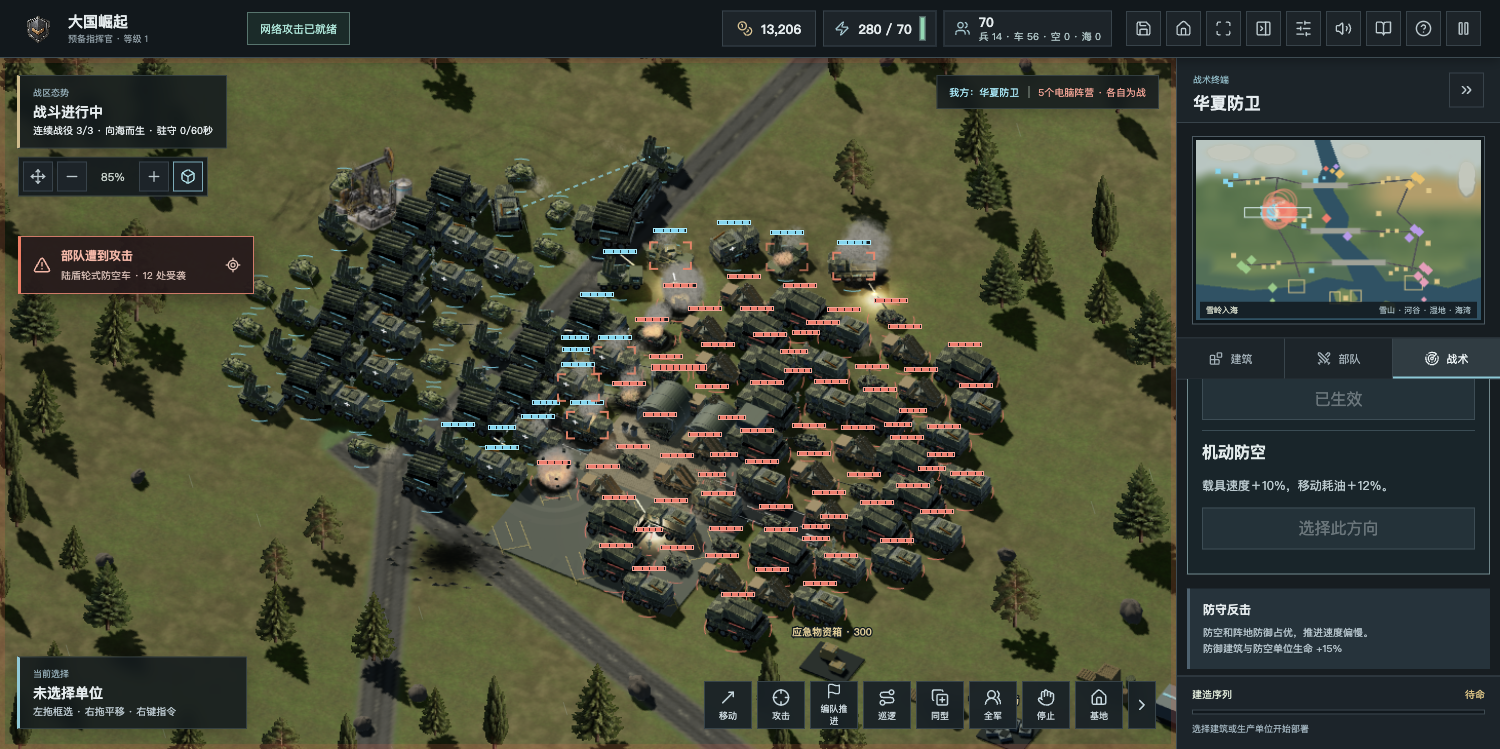 大国崛起
预备指挥官 · 等级 1
网络攻击已就绪
13,206
280 / 70
70
兵 14 · 车 56 · 空 0 · 海 0
战区态势
战斗进行中
连续战役 3/3 · 向海而生 · 驻守 0/60秒
85%
部队遭到攻击
陆盾轮式防空车 · 12 处受袭
我方：华夏防卫
5个电脑阵营 · 各自为战
应急物资箱 · 300
当前选择
未选择单位
左拖框选 · 右拖平移 · 右键指令
移动
攻击
编队推进
巡逻
同型
全军
停止
基地
战术终端
华夏防卫
雪岭入海
雪山 · 河谷 · 湿地 · 海湾
建筑
部队
战术
已生效
机动防空
载具速度+10%，移动耗油+12%。
选择此方向
防守反击
防空和阵地防御占优，推进速度偏慢。
防御建筑与防空单位生命 +15%
建造序列
待命
选择建筑或生产单位开始部署